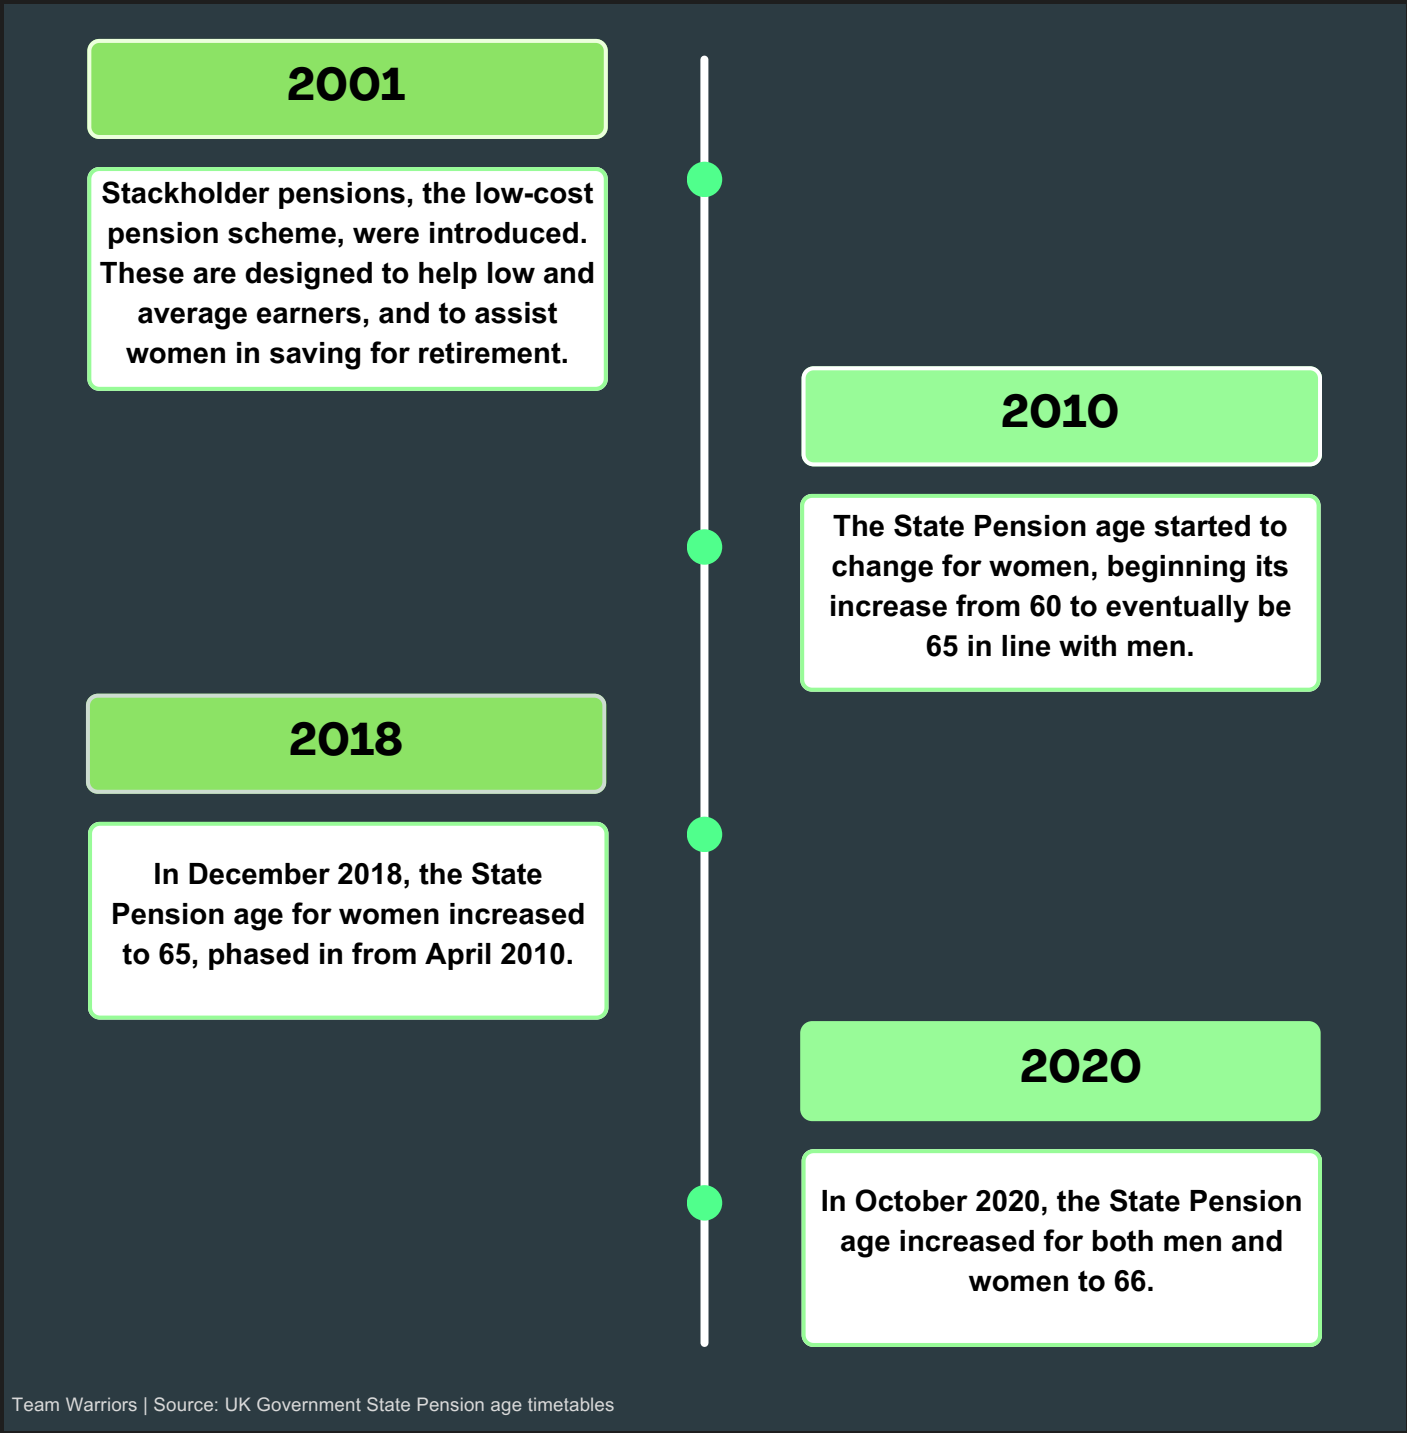 2001
Stackholder pensions, the low-cost
pension scheme, were introduced.
These are designed to help low and
average earners, and to assist
women in saving for retirement.
2010
The State Pension age started to
change for women, beginning its
increase from 60 to eventually be
65 in line with men.
2018
In December 2018, the State
Pension age for women increased
to 65, phased in from April 2010.
2020
In October 2020, the State Pension
age increased for both men and
women to 66.
Team Warriors | Source: UK Government State Pension age timetables